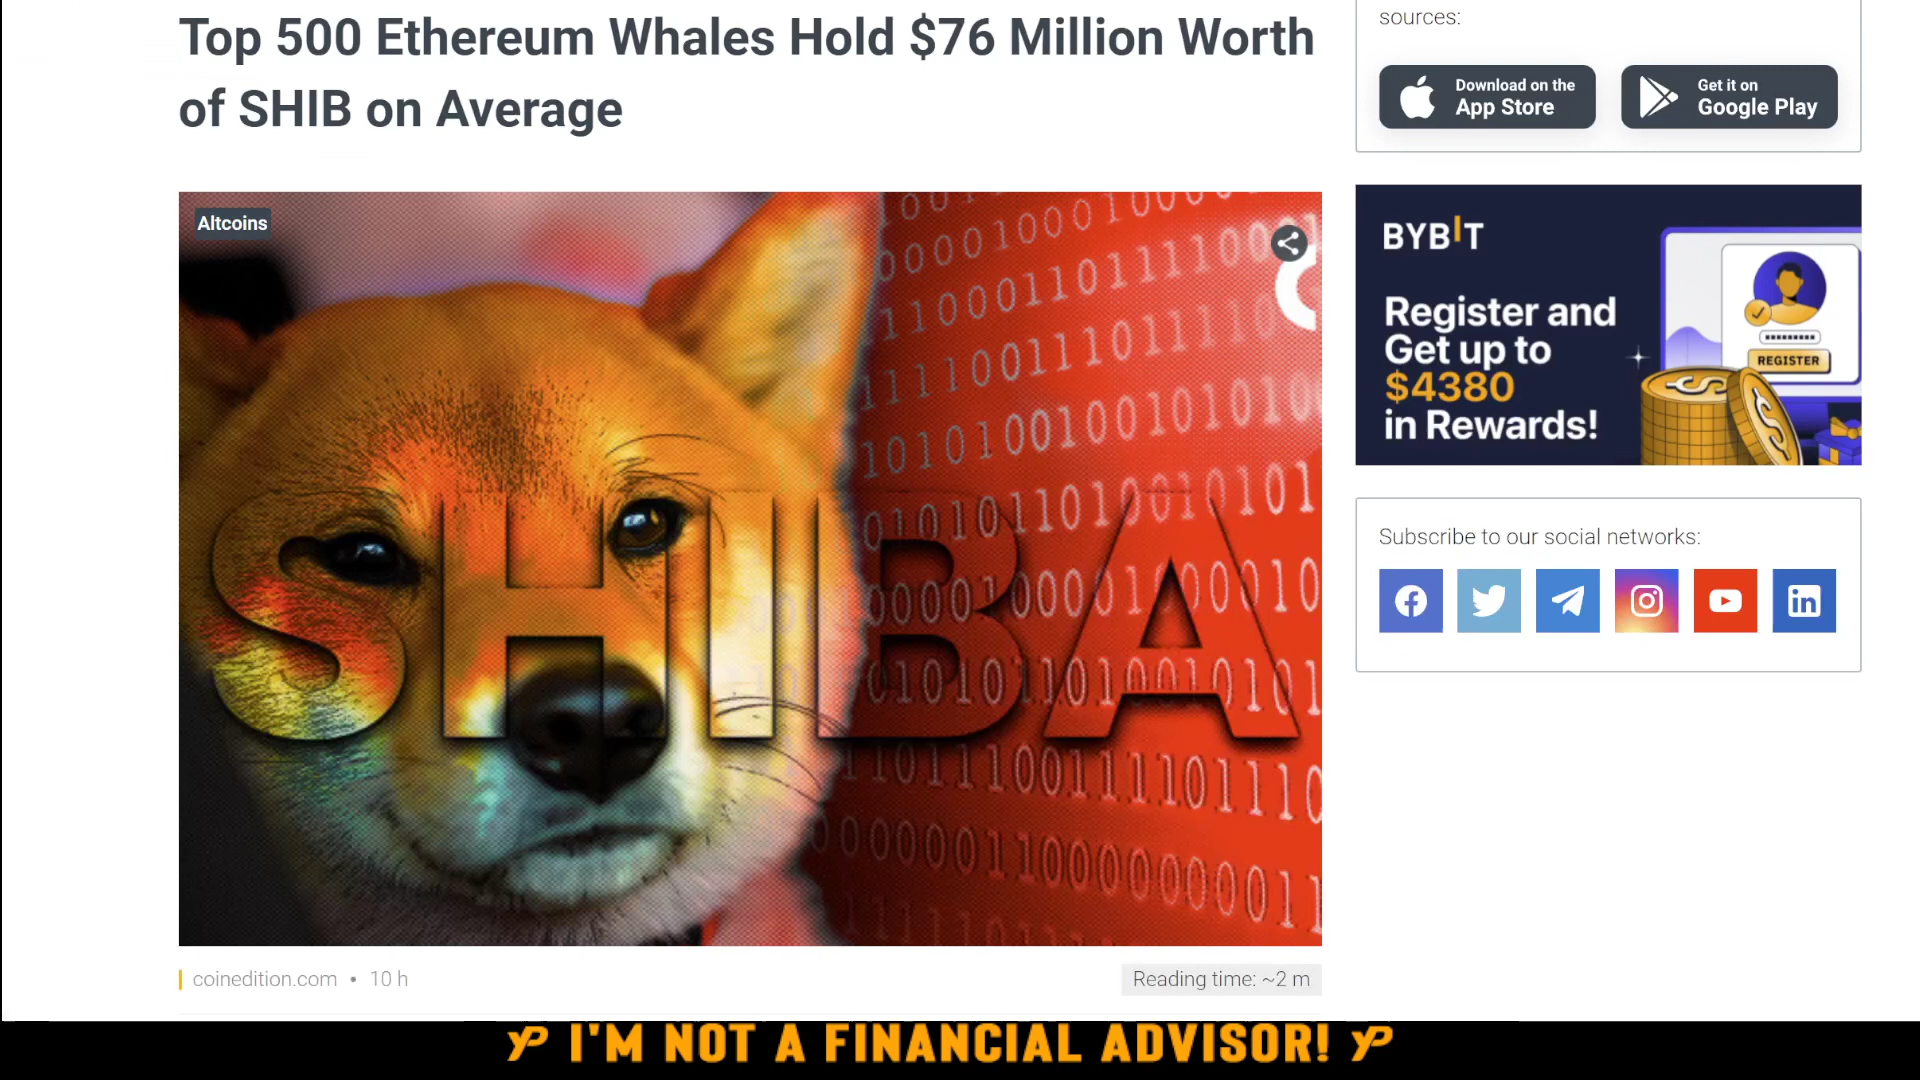 Top 500 Ethereum Whales Hold $76 Million Worth
of SHIB on Average
Altcoins
SHIBA
coinedition.com • 10 h
Reading time: ~2 m
sources:
Download on the
App Store
Get it on
Google Play
BYBIT
Register and
Get up to
$4380
in Rewards!
REGISTER
Subscribe to our social networks:
I'M NOT A FINANCIAL ADVISOR!